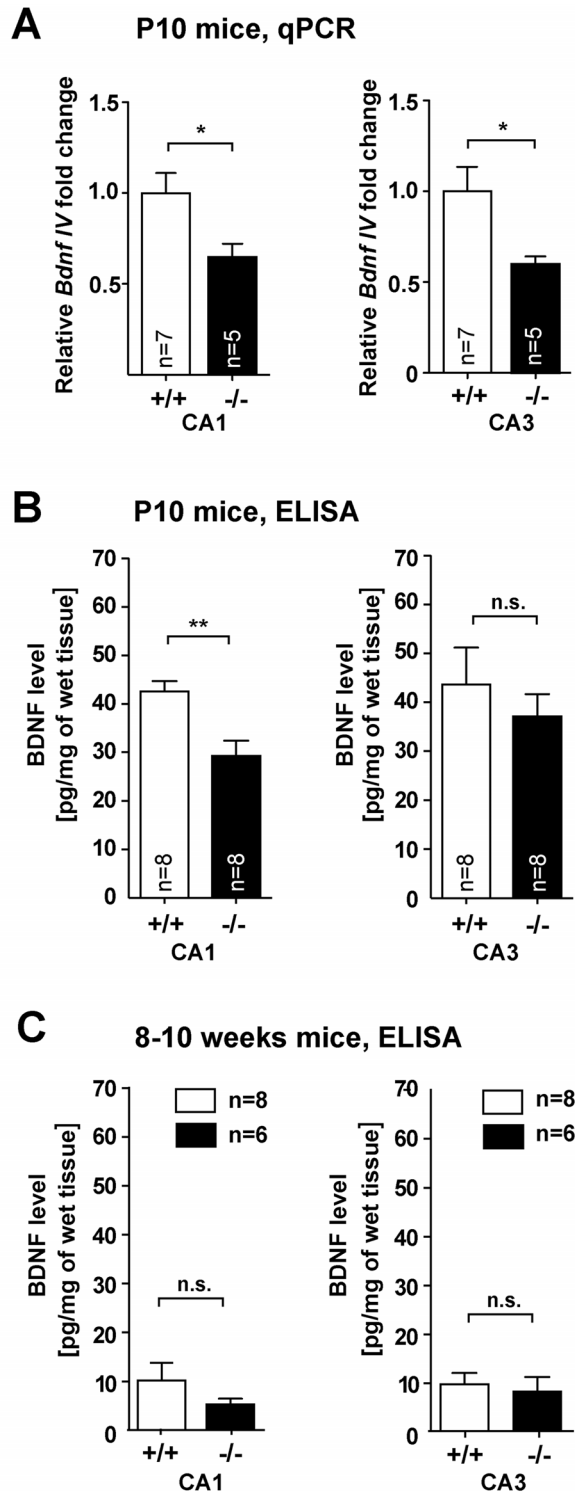 A
P10 mice, qPCR
Relative Bdnf IV fold change
1.5
1.0
0.5
*
n=7
n=5
+/+
-/-
CA1
Relative Bdnf IV fold change
1.5
1.0
0.5
0
*
n=7
n=5
+/+
-/-
CA3
B
P10 mice, ELISA
BDNF level
[pg/mg of wet tissue]
70
60
50
40
30
20
10
0
**
n=8
n=8
+/+
-/-
CA1
BDNF level
[pg/mg of wet tissue]
70
60
50
40
30
20
10
0
n.s.
n=8
n=8
+/+
-/-
CA3
C
8-10 weeks mice, ELISA
BDNF level
[pg/mg of wet tissue]
70
60
50
40
30
20
10
0
n=8
n=6
n.s.
+/+
-/-
CA1
BDNF level
[pg/mg of wet tissue]
70
60
50
40
30
20
10
0
n=8
n=6
n.s.
+/+
-/-
CA3